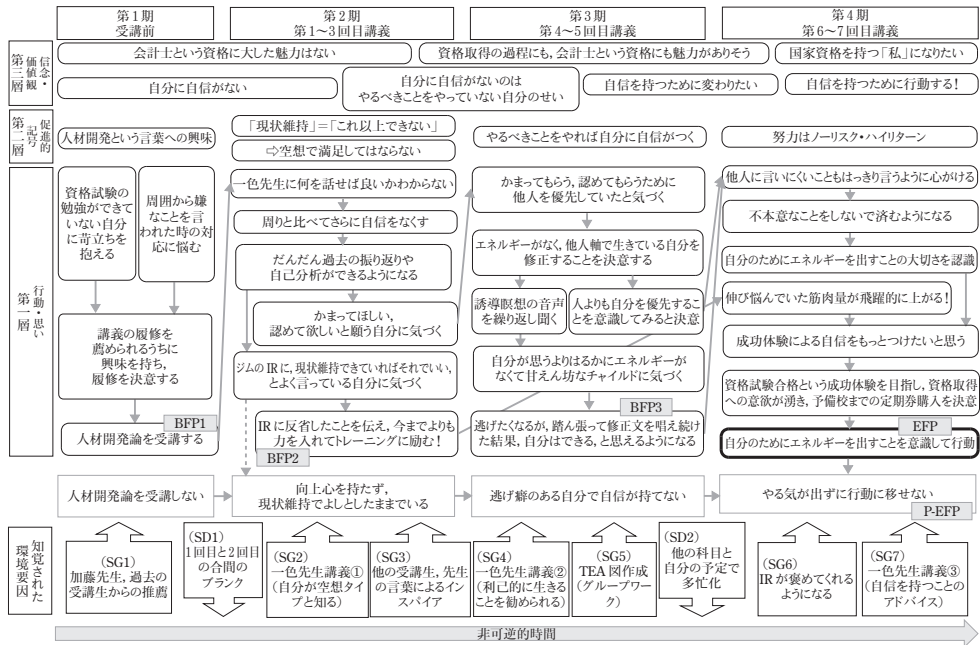 第1期
受講前
第2期
第1～3回目講義
第3期
第4～5回目講義
第4期
第6～7回目講義
第三層
信念・価値観
会計士という資格に大した魅力はない
資格取得の過程にも，会計士という資格にも魅力がありそう
国家資格を持つ「私」になりたい
自分に自信がない
自分に自信がないのは
やるべきことをやっていない自分のせい
自信を持つために変わりたい
自信を持つために行動する！
第二層
促進的記号
人材開発という言葉への興味
「現状維持」＝「これ以上できない」
⇨空想で満足してはならない
やるべきことをやれば自分に自信がつく
努力はノーリスク・ハイリターン
第一層
行動・思い
資格試験の
勉強ができて
いない自分
に苛立ちを
抱える
周囲から嫌
なことを言
われた時の対
応に悩む
講義の履修を
薦められるうちに
興味を持ち，
履修を決意する
BFP1
人材開発論を受講する
一色先生に何を話せば良いかわからない
周りと比べてさらに自信をなくす
だんだん過去の振り返りや
自己分析ができるようになる
かまってほしい，
認めて欲しいと願う自分に気づく
ジムのIRに，現状維持できていればそれでいい，
とよく言っている自分に気づく
IRに反省したことを伝え，今までよりも
力を入れてトレーニングに励む！
BFP2
かまってもらう，認めてもらうために
他人を優先していたと気づく
エネルギーがなく，他人軸で生きている自分を
修正することを決意する
誘導瞑想の音声
を繰り返し聞く
人よりも自分を優先すること
を意識してみると決意
自分が思うよりはるかにエネルギーが
なくて甘えん坊なチャイルドに気づく
BFP3
逃げたくなるが，踏ん張って修正文を唱え続け
た結果，自分はできる，と思えるようになる
他人に言いにくいこともはっきり言うように心がける
不本意なことをしないで済むようになる
自分のためにエネルギーを出すことの大切さを認識
伸び悩んでいた筋肉量が飛躍的に上がる！
成功体験による自信をもっとつけたいと思う
資格試験合格という成功体験を目指し，資格取得
への意欲が湧き，予備校までの定期券購入を決意
EFP
自分のためにエネルギーを出すことを意識して行動
人材開発論を受講しない
向上心を持たず，
現状維持でよしとしたままでいる
逃げ癖のある自分で自信が持てない
やる気が出ずに行動に移せない
P-EFP
知覚された
環境要因
(SG1)
加藤先生，過去の
受講生からの推薦
(SD1)
1回目と2回目
の合間の
ブランク
(SG2)
一色先生講義①
(自分が空想タイ
プと知る)
(SG3)
他の受講生，先生
の言葉によるイン
スパイア
(SG4)
一色先生講義②
(利己的に生きる
ことを勧められる)
(SG5)
TEA図作成
(グループワー
ク)
(SD2)
他の科目と
自分の予定で
多忙化
(SG6)
IRが褒めてくれる
ようになる
(SG7)
一色先生講義③
(自信を持つことの
アドバイス)
非可逆的時間